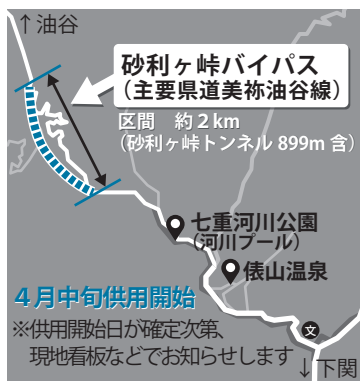 ↑油谷
砂利ヶ峠バイパス
（主要県道美祢油谷線）
区間　約２km
（砂利ヶ峠トンネル 899m 含）
七重河川公園
（河川プール）
俵山温泉
４月中旬供用開始
文
※供用開始日が確定次第、
現地看板などでお知らせします
↓下関